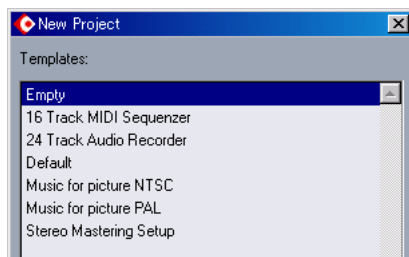 New Project
Templates:
Empty
16 Track MIDI Sequenzer
24 Track Audio Recorder
Default
Music for picture NTSC
Music for picture PAL
Stereo Mastering Setup